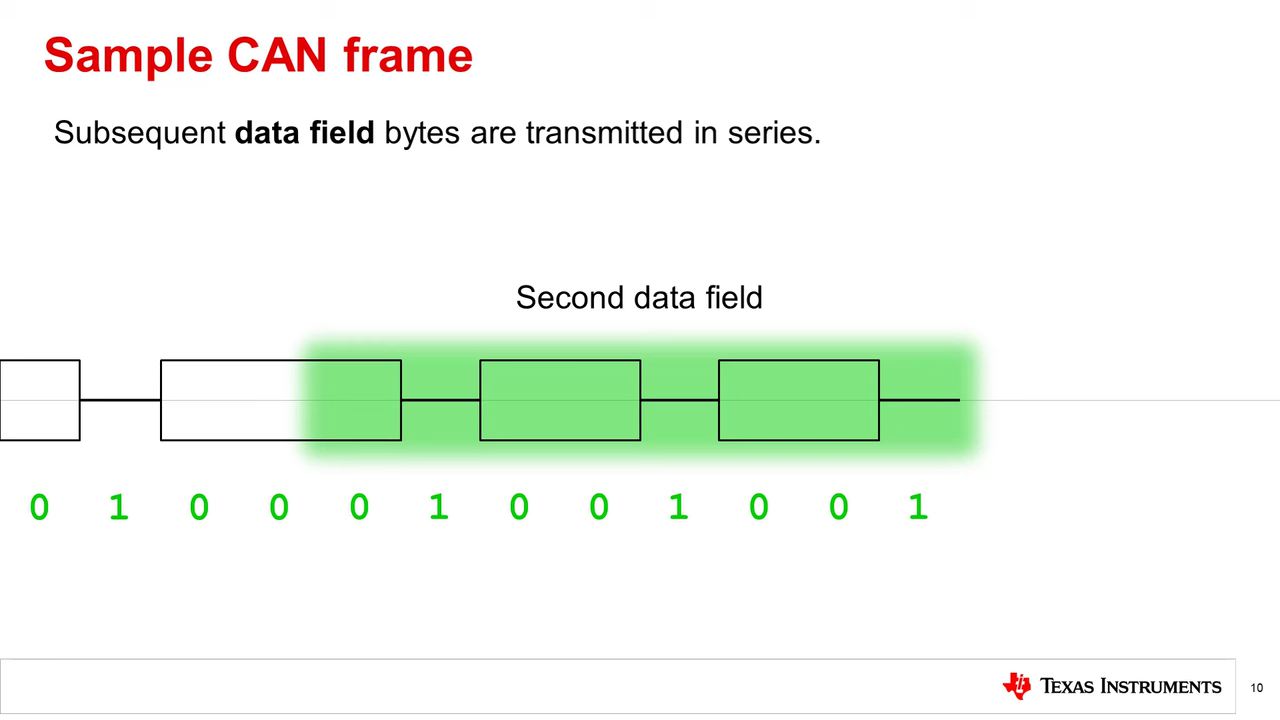 Sample CAN frame
Subsequent data field bytes are transmitted in series.
Second data field
0 1 0 0 0 1 0 0 1 0 0 1
TEXAS INSTRUMENTS
10